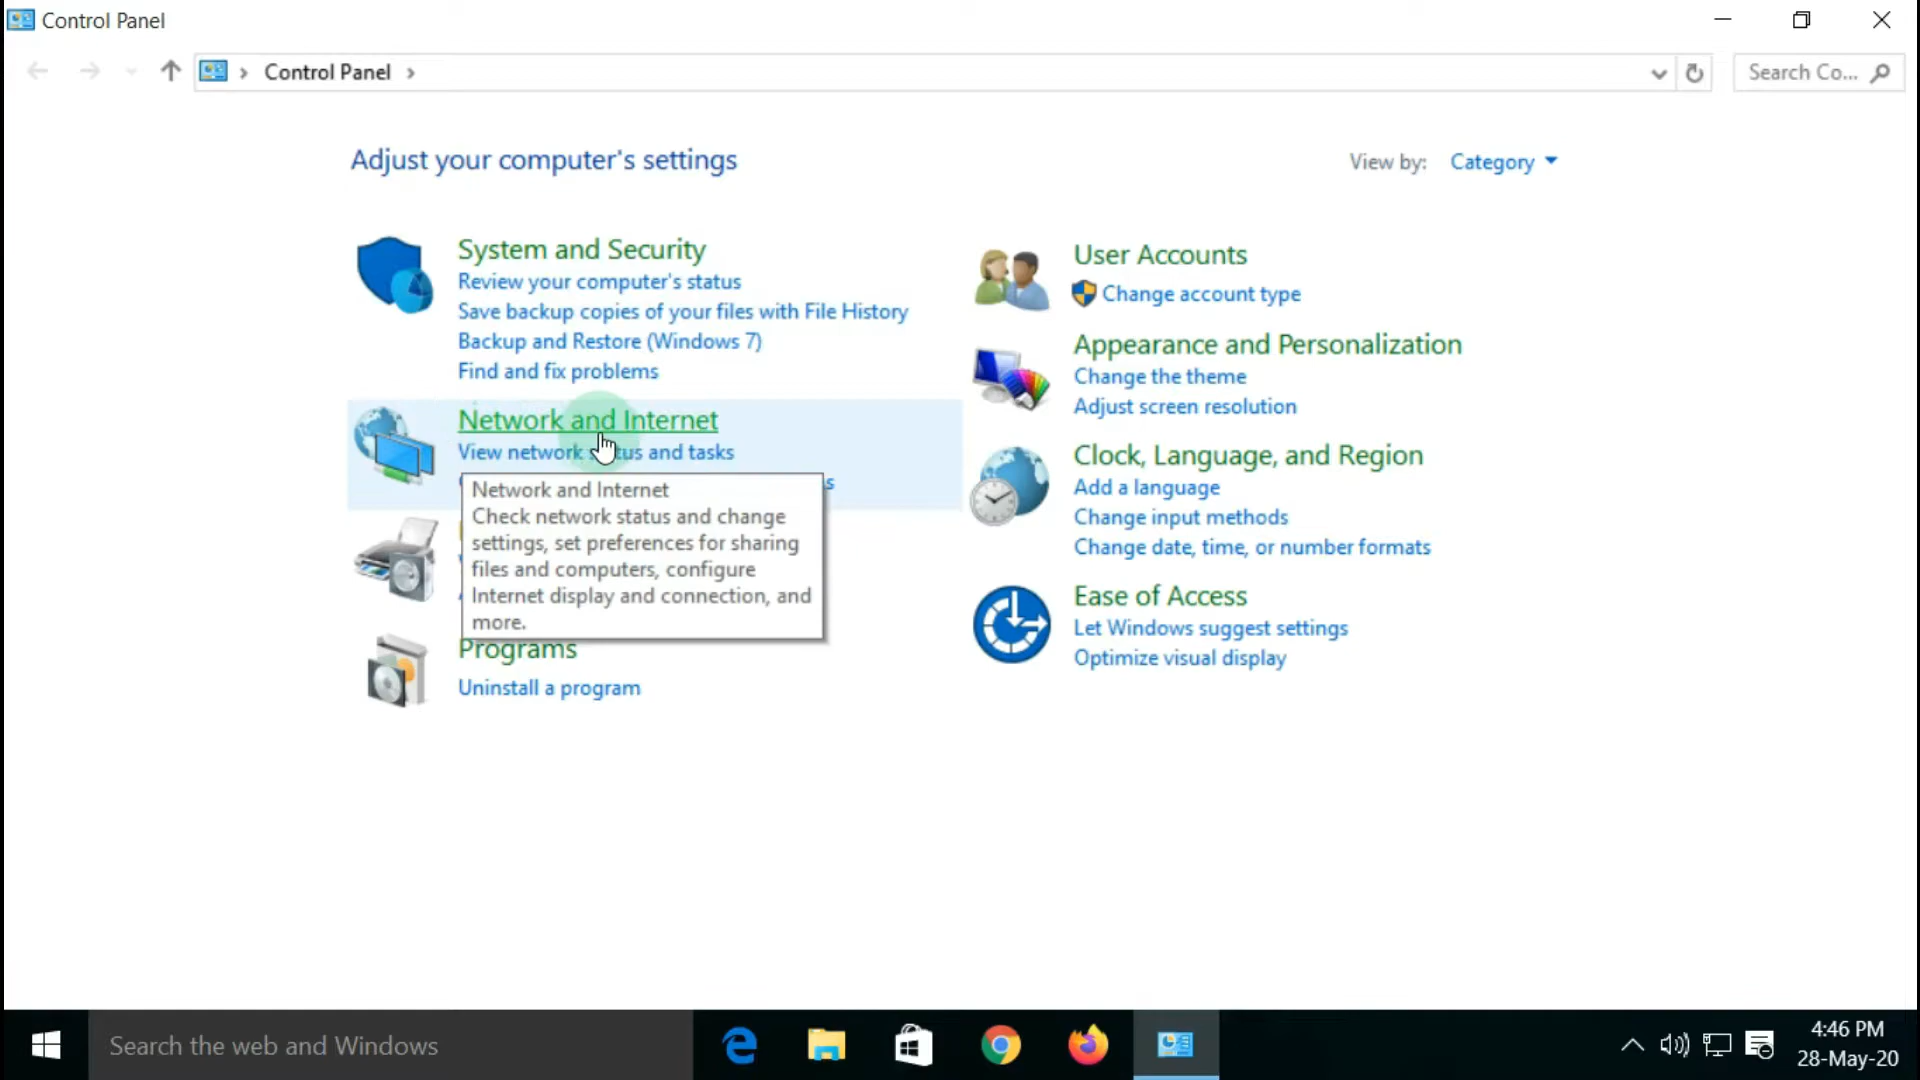 Control Panel
Control Panel
Search Co...
Adjust your computer's settings
View by: Category
System and Security
Review your computer's status
Save backup copies of your files with File History
Backup and Restore (Windows 7)
Find and fix problems
Network and Internet
View network status and tasks
Network and Internet
Check network status and change
settings, set preferences for sharing
files and computers, configure
Internet display and connection, and
more.
Programs
Uninstall a program
User Accounts
Change account type
Appearance and Personalization
Change the theme
Adjust screen resolution
Clock, Language, and Region
Add a language
Change input methods
Change date, time, or number formats
Ease of Access
Let Windows suggest settings
Optimize visual display
Search the web and Windows
4:46 PM
28-May-20